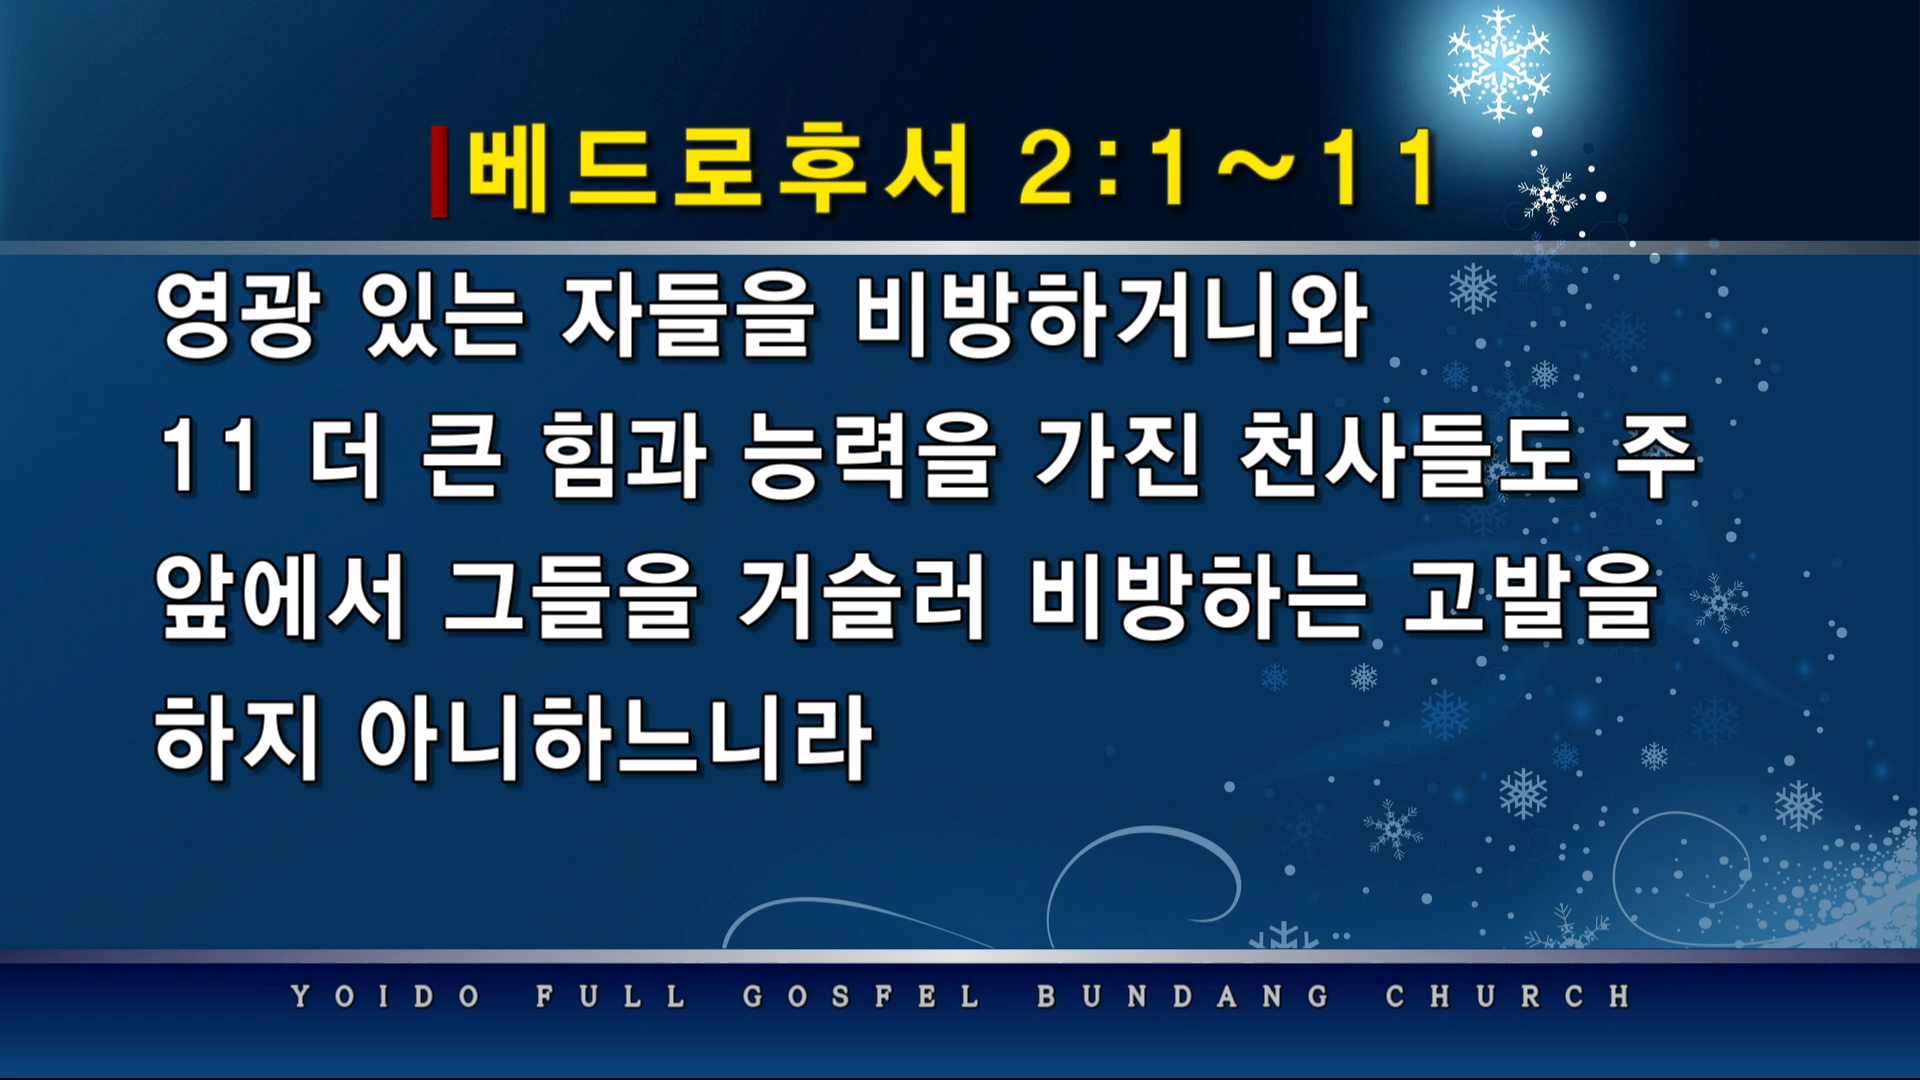 베드로후서 2:1~11
영광 있는 자들을 비방하거니와
11 더 큰 힘과 능력을 가진 천사들도 주
앞에서 그들을 거슬러 비방하는 고발을
하지 아니하느니라
YOIDO FULL GOSFEL BUNDANG CHURCH